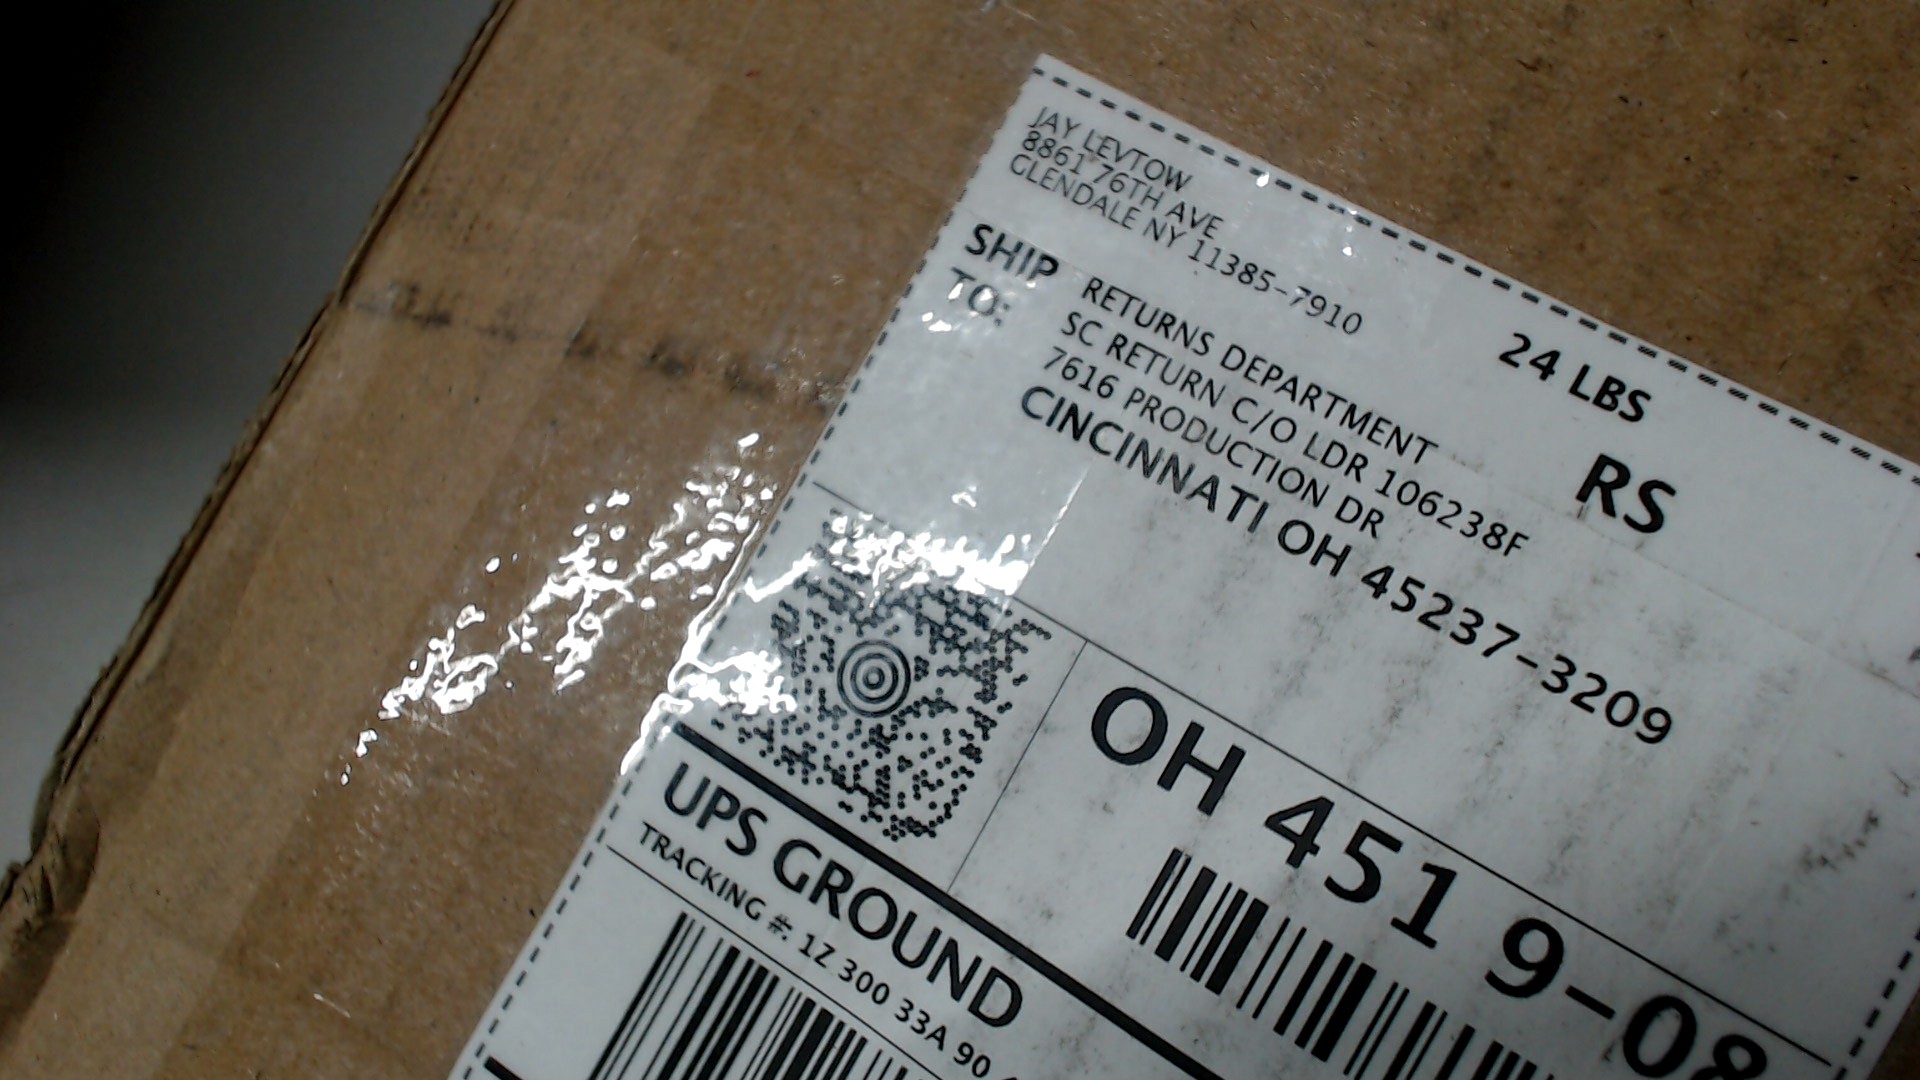 JAY LEVTOW
8861 76TH AVE
GLENDALE NY 11385-7910
24 LBS
RS
SHIP
TO:
RETURNS DEPARTMENT
SC RETURN C/O LDR 106238F
7616 PRODUCTION DR
CINCINNATI OH 45237-3209
OH 451 9-08
UPS GROUND
TRACKING #: 1Z 300 33A 90